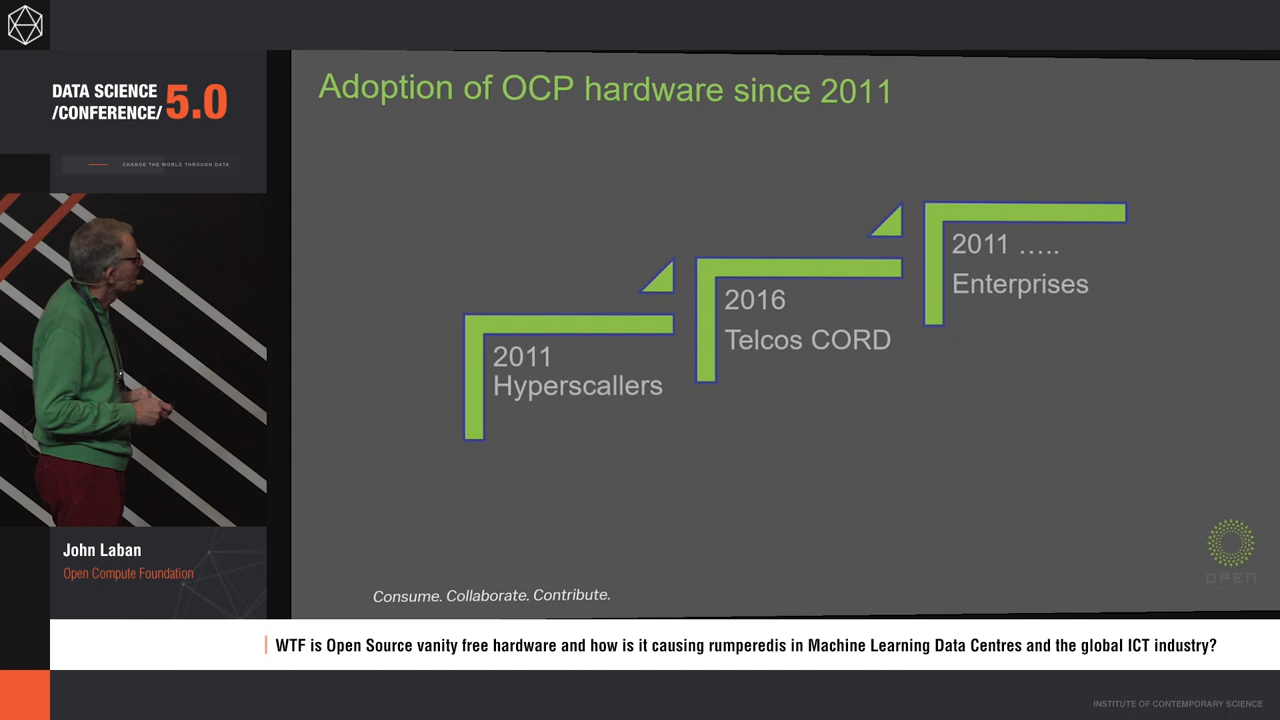 DATA SCIENCE
/CONFERENCE/ 5.0
CHANGE THE WORLD THROUGH DATA
Adoption of OCP hardware since 2011
2011 .....
Enterprises
2016
Telcos CORD
2011
Hyperscallers
OPEN
Consume. Collaborate. Contribute.
John Laban
Open Compute Foundation
WTF is Open Source vanity free hardware and how is it causing rumperedis in Machine Learning Data Centres and the global ICT industry?
INSTITUTE OF CONTEMPORARY SCIENCE